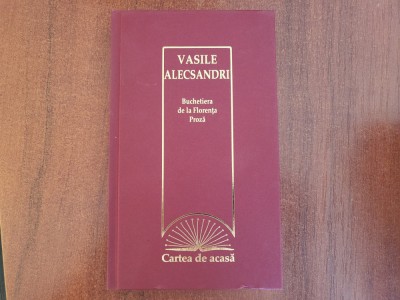 VASILE
ALECSANDRI
Buchetiera
de la Florența
Proză
Cartea de acasă